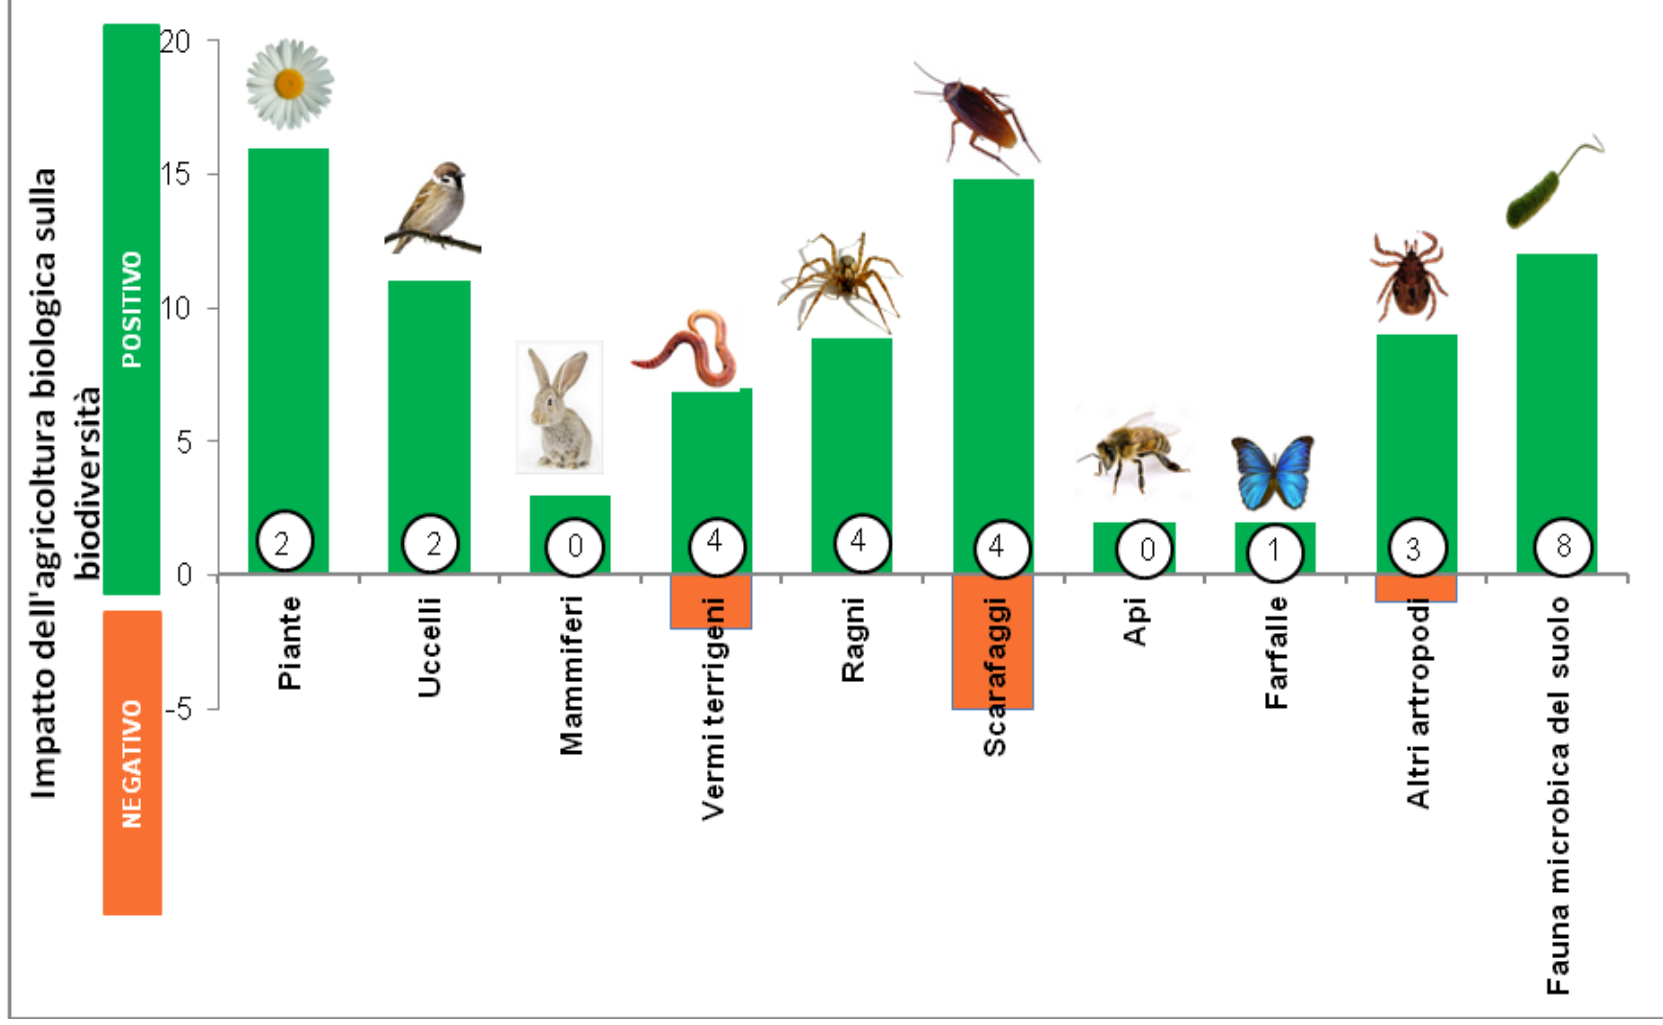 Impatto dell'agricoltura biologica sulla
biodiversità
POSITIVO
NEGATIVO
20
15
10
5
0
-5
2
2
0
4
4
4
0
1
3
8
Piante
Uccelli
Mammiferi
Vermi terrigeni
Ragni
Scarafaggi
Api
Farfalle
Altri artropodi
Fauna microbica del suolo